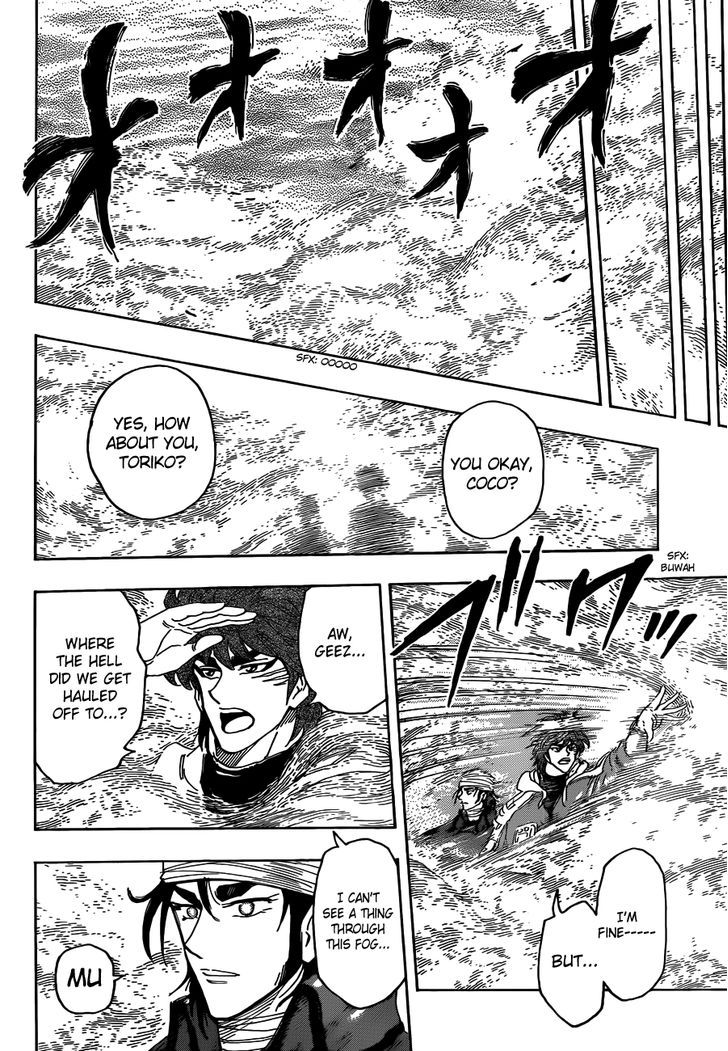 オオオオオ
SFX: OOOOO
YOU OKAY,
COCO?
YES, HOW
ABOUT YOU,
TORIKO?
SFX:
BUWAH
ブワッ
I'M
FINE-----
BUT...
AW,
GEEZ...
WHERE
THE HELL
DID WE GET
HAULED
OFF TO...?
I CAN'T
SEE A THING
THROUGH
THIS FOG...
MU